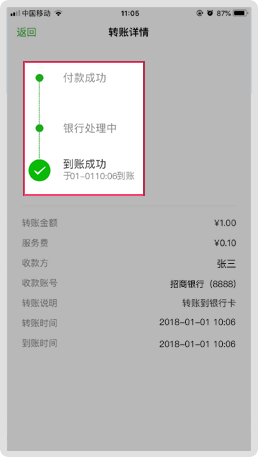 中国移动 11:05 87%
返回 转账详情
付款成功
银行处理中
到账成功
于01-0110:06到账
转账金额 ¥1.00
服务费 ¥0.10
收款方 张三
收款账号 招商银行（8888）
转账说明 转账到银行卡
转账时间 2018-01-01 10:06
到账时间 2018-01-01 10:06